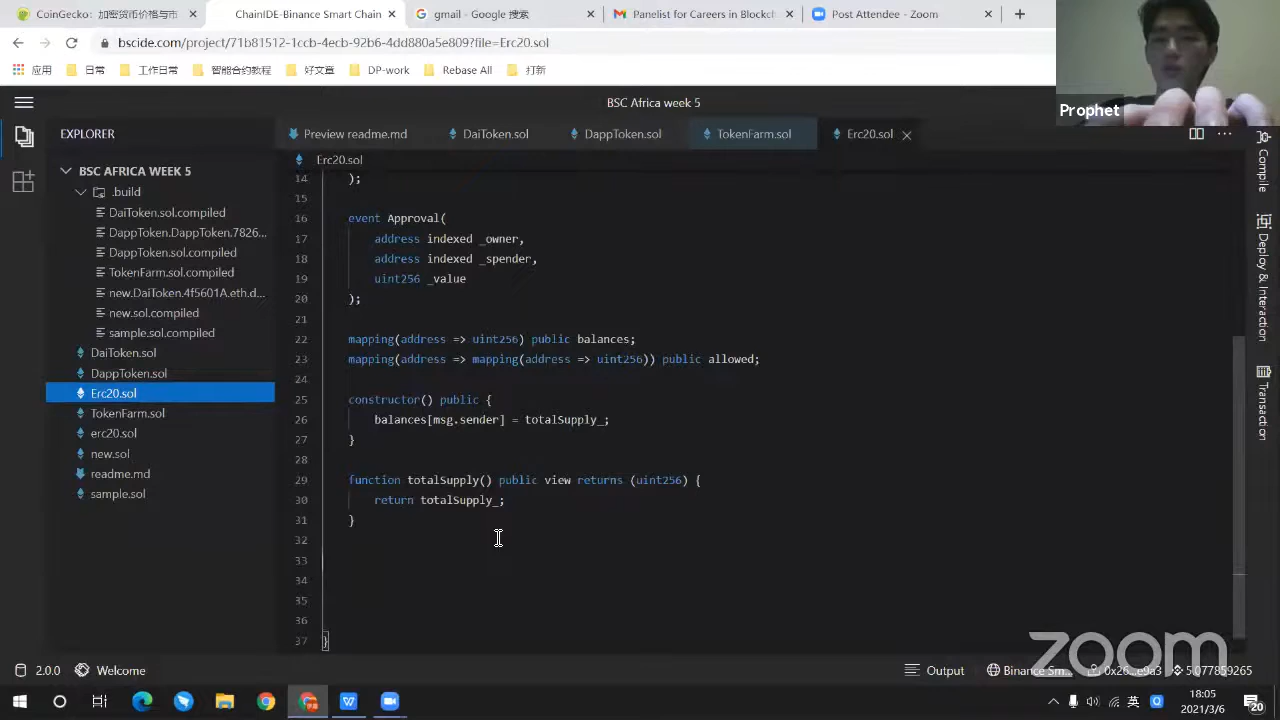 CoinGecko: 加密货币价格与市
ChainIDE-Binance Smart Chain
gmail - Google 搜索
Panelist for Careers in Blockch
Post Attendee - Zoom
bscide.com/project/71b81512-1ccb-4ecb-92b6-4dd880a5e809?file=Erc20.sol
应用 日常 工作日常 智能合约教程 好文章 DP-work Rebase All 打新
Prophet
BSC Africa week 5
EXPLORER
Preview readme.md DaiToken.sol DappToken.sol TokenFarm.sol Erc20.sol
Erc20.sol
BSC AFRICA WEEK 5
.build
DaiToken.sol.compiled
DappToken.DappToken.7826...
DappToken.sol.compiled
TokenFarm.sol.compiled
new.DaiToken.4f5601A.eth.d...
new.sol.compiled
sample.sol.compiled
DaiToken.sol
DappToken.sol
Erc20.sol
TokenFarm.sol
erc20.sol
new.sol
readme.md
sample.sol
14 );
15
16 event Approval(
17 address indexed _owner,
18 address indexed _spender,
19 uint256 _value
20 );
21
22 mapping(address => uint256) public balances;
23 mapping(address => mapping(address => uint256)) public allowed;
24
25 constructor() public {
26 balances[msg.sender] = totalSupply_;
27 }
28
29 function totalSupply() public view returns (uint256) {
30 return totalSupply_;
31 }
32
33
34
35
36
37 }
Compile
Deploy & Interaction
Transaction
zoom
2.0.0 Welcome
Output Binance Sm... 0x26...e9a3 5.077859265
英
18:05
2021/3/6
20